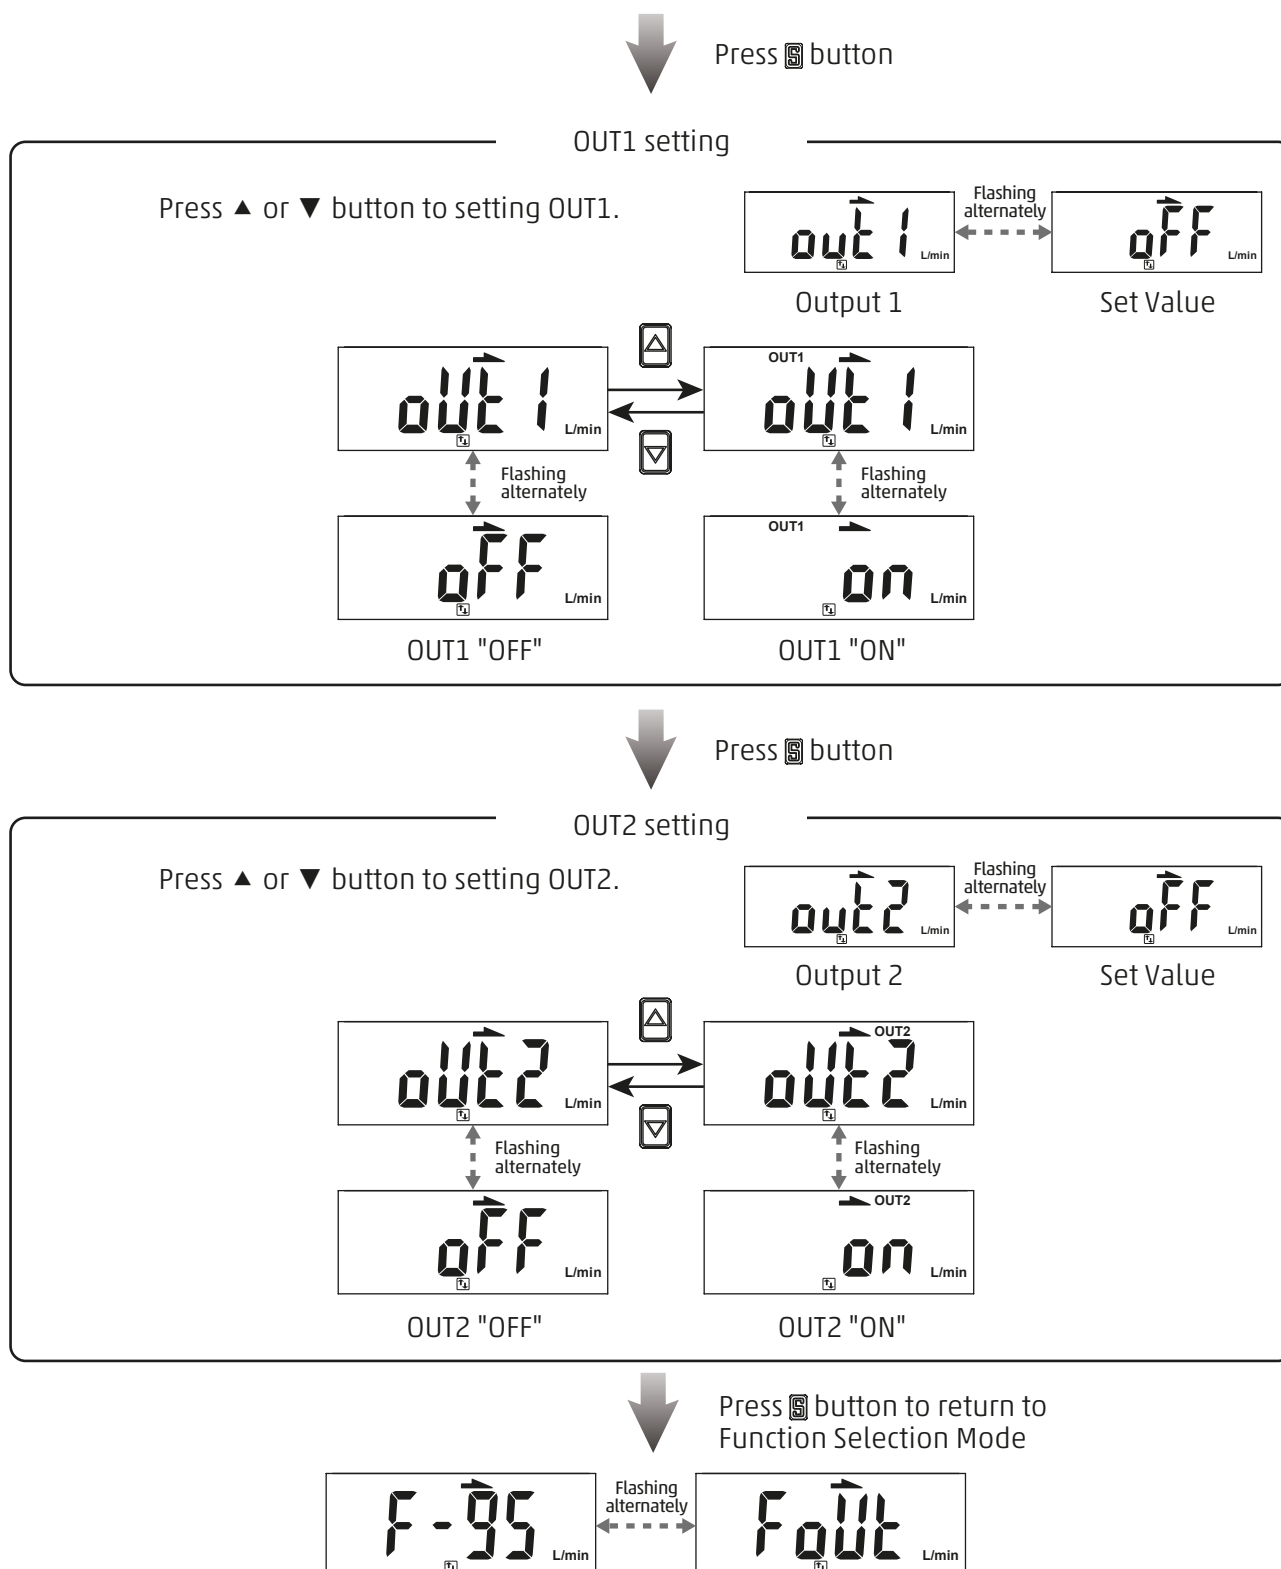 Press S button
OUT1 setting
Press ▲ or ▼ button to setting OUT1.
out1 L/min
Flashing
alternately
oFF L/min
Output 1
Set Value
oUt1 L/min
OUT1
oUt1 L/min
Flashing
alternately
Flashing
alternately
oFF L/min
OUT1
on L/min
OUT1 "OFF"
OUT1 "ON"
Press S button
OUT2 setting
Press ▲ or ▼ button to setting OUT2.
out2 L/min
Flashing
alternately
oFF L/min
Output 2
Set Value
oUt2 L/min
OUT2
oUt2 L/min
Flashing
alternately
Flashing
alternately
oFF L/min
OUT2
on L/min
OUT2 "OFF"
OUT2 "ON"
Press S button to return to
Function Selection Mode
F-95 L/min
Flashing
alternately
FoUt L/min